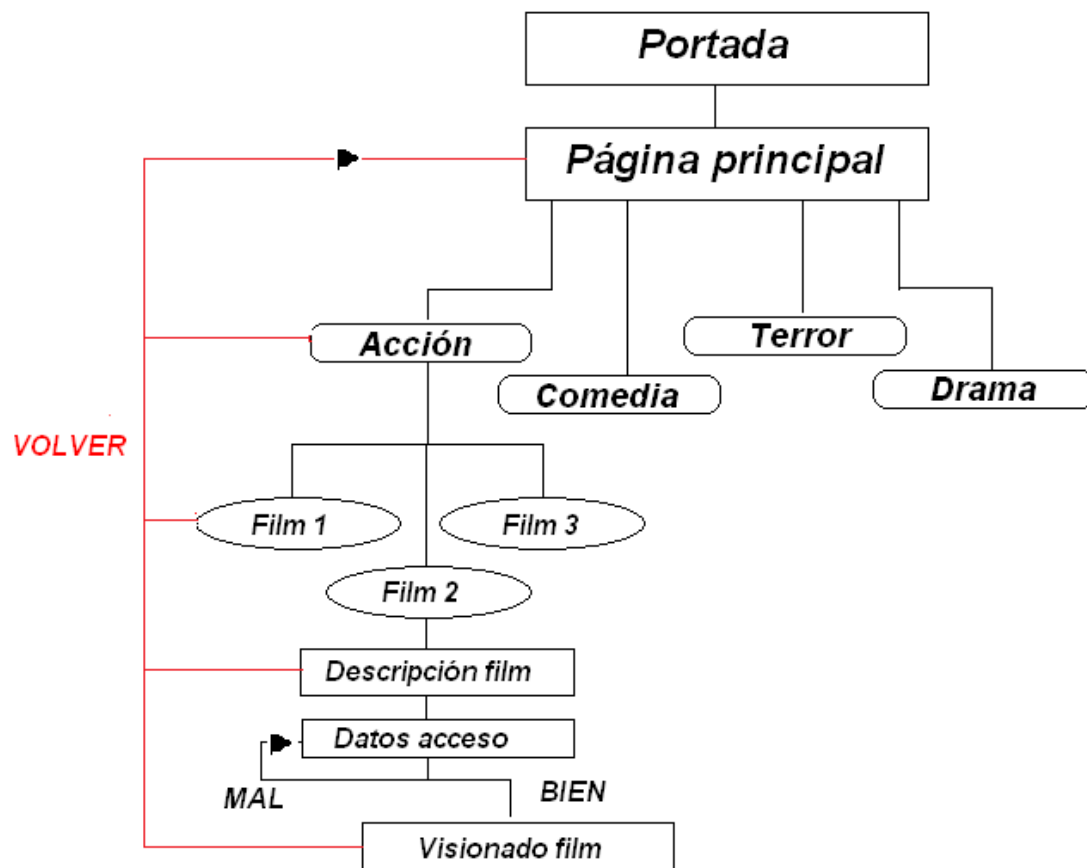 Portada
Página principal
Acción
Terror
Comedia
Drama
VOLVER
Film 1
Film 3
Film 2
Descripción film
Datos acceso
MAL
BIEN
Visionado film